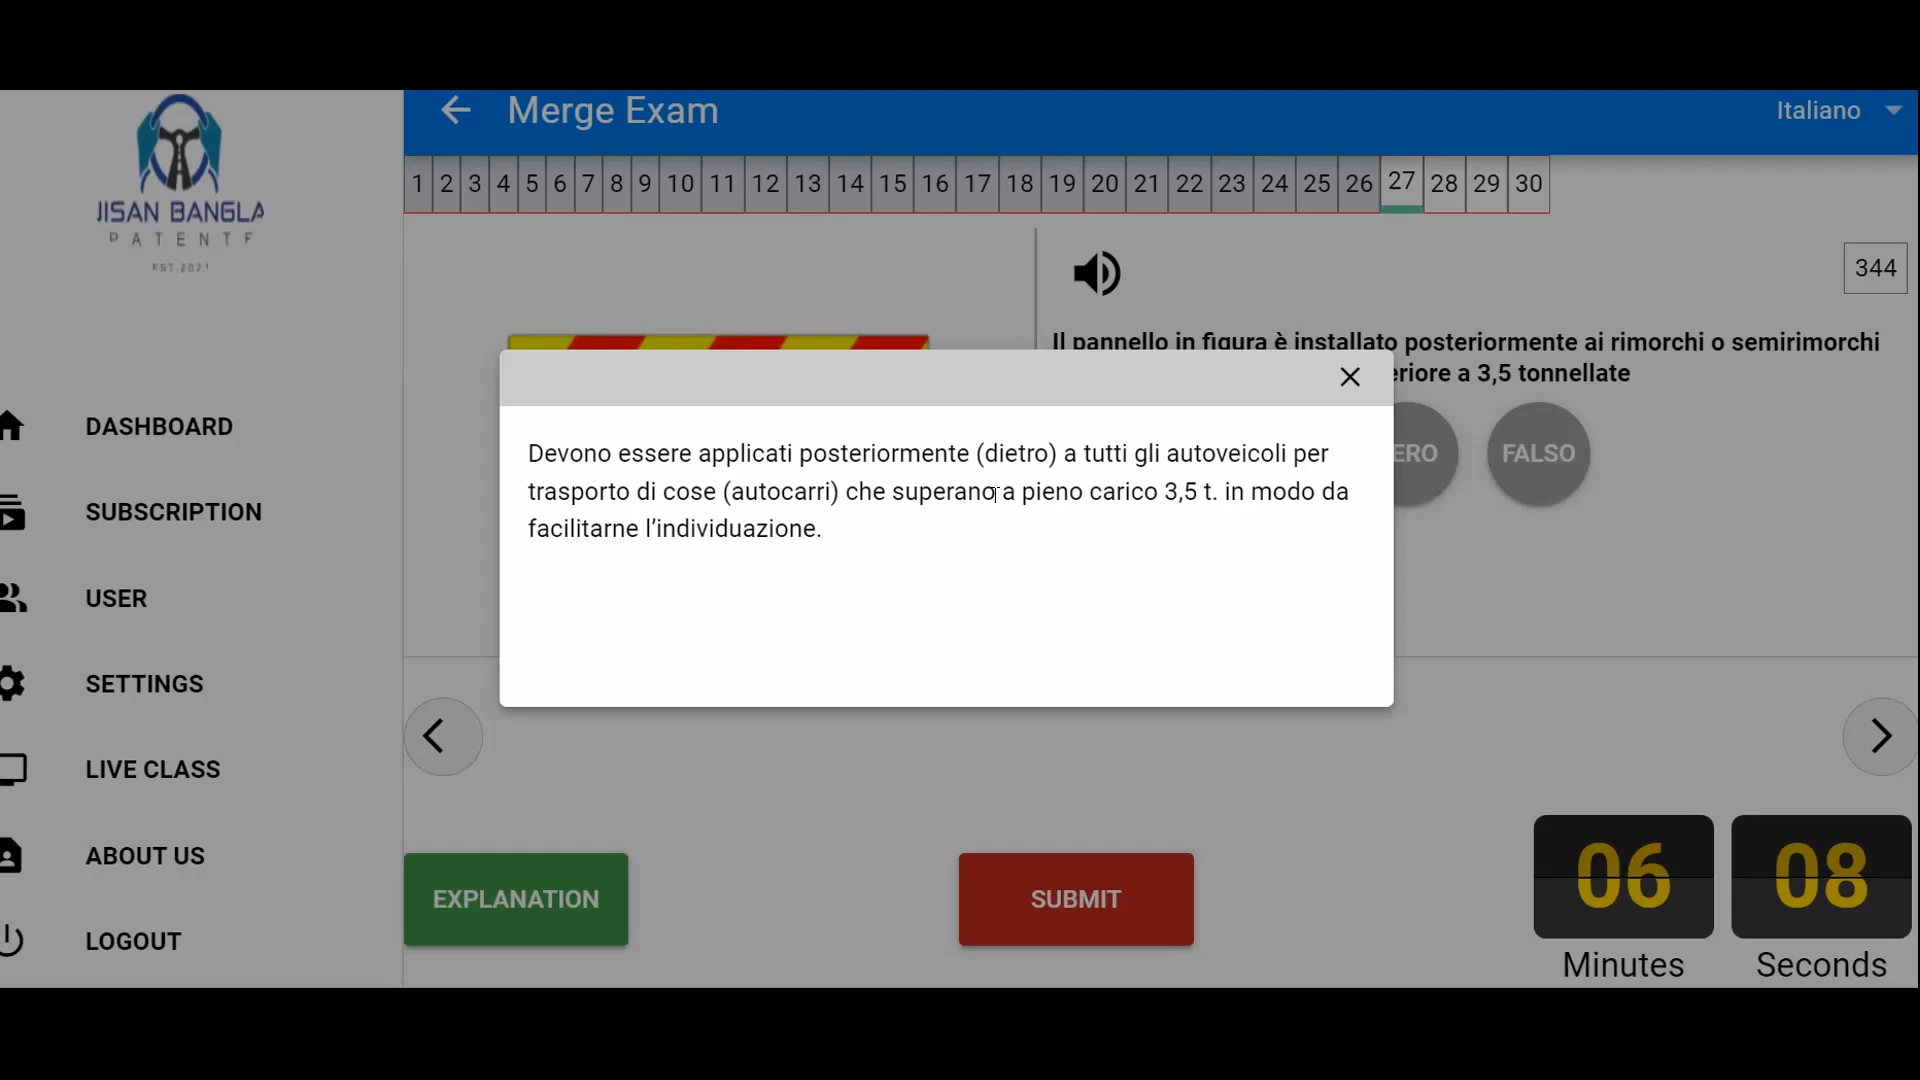 JISAN BANGLA
PATENTE
EST.2021
DASHBOARD
SUBSCRIPTION
USER
SETTINGS
LIVE CLASS
ABOUT US
LOGOUT
Merge Exam
Italiano
1 2 3 4 5 6 7 8 9 10 11 12 13 14 15 16 17 18 19 20 21 22 23 24 25 26 27 28 29 30
344
Il pannello in figura è installato posteriormente ai rimorchi o semirimorchi
eriore a 3,5 tonnellate
ERO
FALSO
Devono essere applicati posteriormente (dietro) a tutti gli autoveicoli per
trasporto di cose (autocarri) che superano a pieno carico 3,5 t. in modo da
facilitarne l’individuazione.
EXPLANATION
SUBMIT
06 08
Minutes Seconds